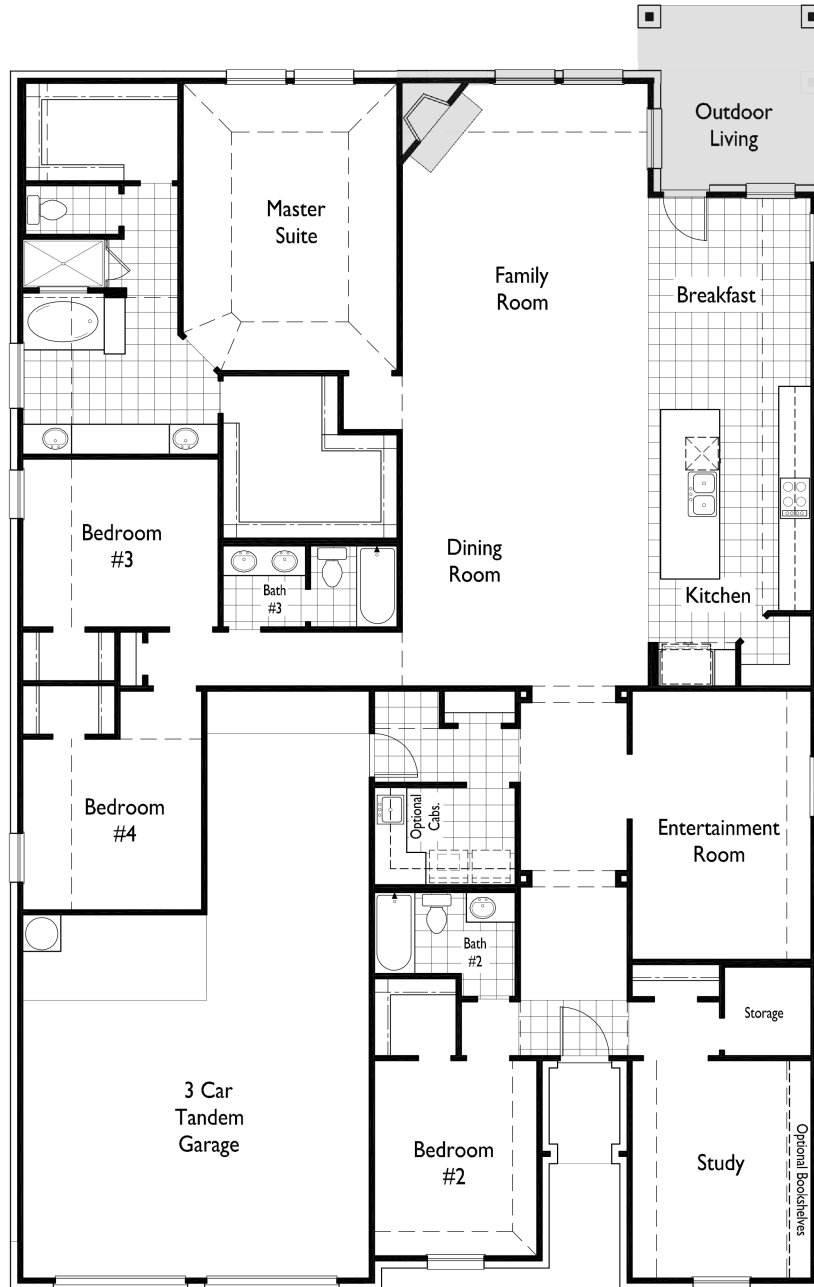 Outdoor
Living
Master
Suite
Family
Room
Breakfast
Bedroom
#3
Dining
Room
Bath
#3
Kitchen
Bedroom
#4
Optional
Cabs.
Entertainment
Room
Bath
#2
Storage
3 Car
Tandem
Garage
Bedroom
#2
Study
Optional Bookshelves